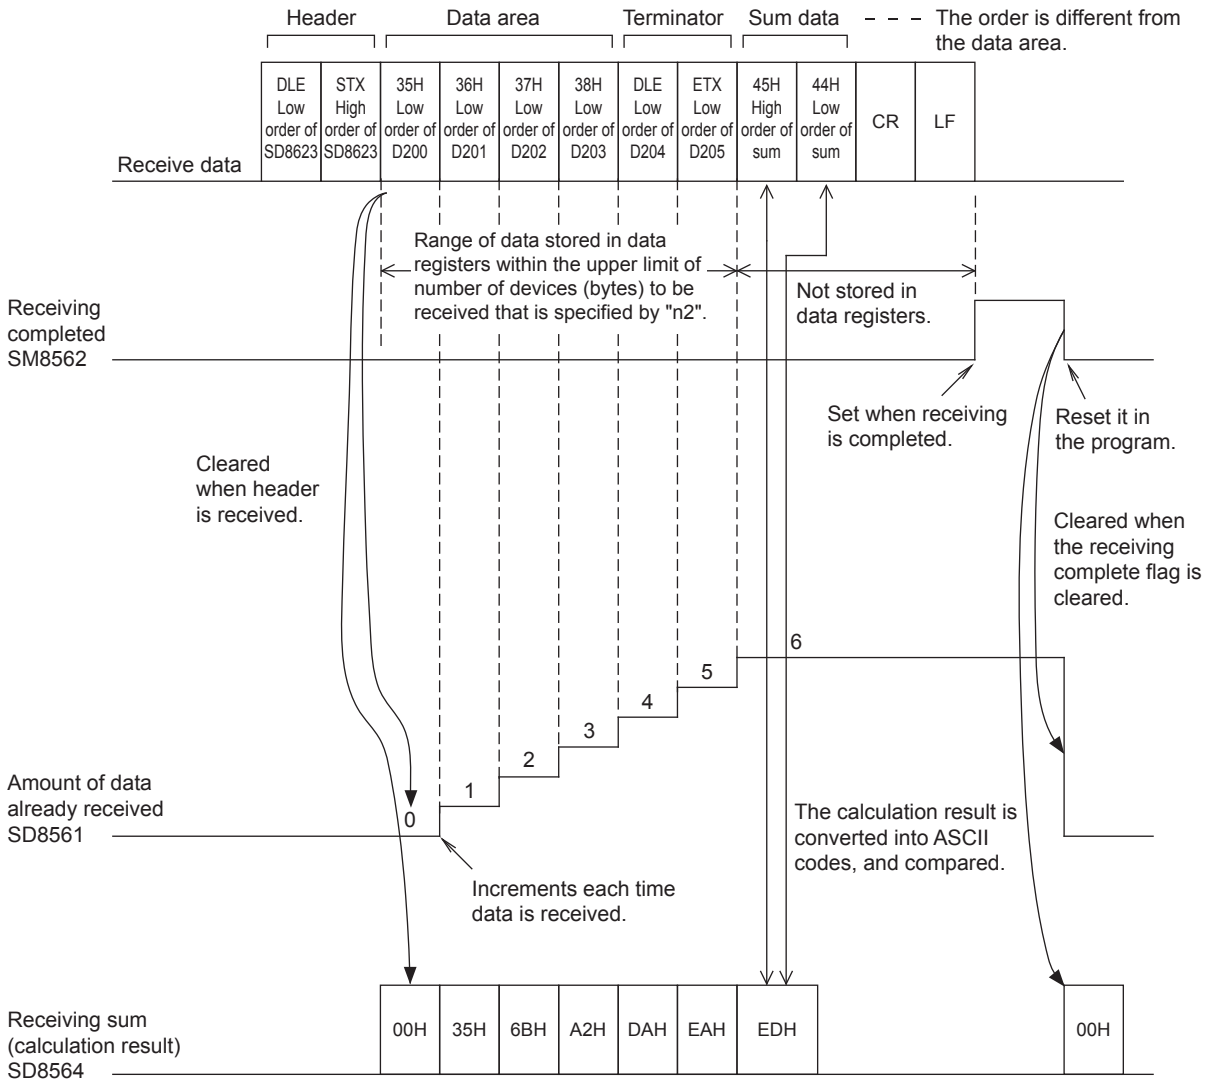 Header
Data area
Terminator
Sum data
The order is different from
the data area.
DLE
Low
order of
SD8623
STX
High
order of
SD8623
35H
Low
order of
D200
36H
Low
order of
D201
37H
Low
order of
D202
38H
Low
order of
D203
DLE
Low
order of
D204
ETX
Low
order of
D205
45H
High
order of
sum
44H
Low
order of
sum
CR
LF
Receive data
Range of data stored in data
registers within the upper limit of
number of devices (bytes) to be
received that is specified by "n2".
Not stored in
data registers.
Receiving
completed
SM8562
Set when receiving
is completed.
Reset it in
the program.
Cleared
when header
is received.
Cleared when
the receiving
complete flag is
cleared.
6
5
4
3
2
1
0
Amount of data
already received
SD8561
The calculation result is
converted into ASCII
codes, and compared.
Increments each time
data is received.
Receiving sum
(calculation result)
SD8564
00H
35H
6BH
A2H
DAH
EAH
EDH
00H